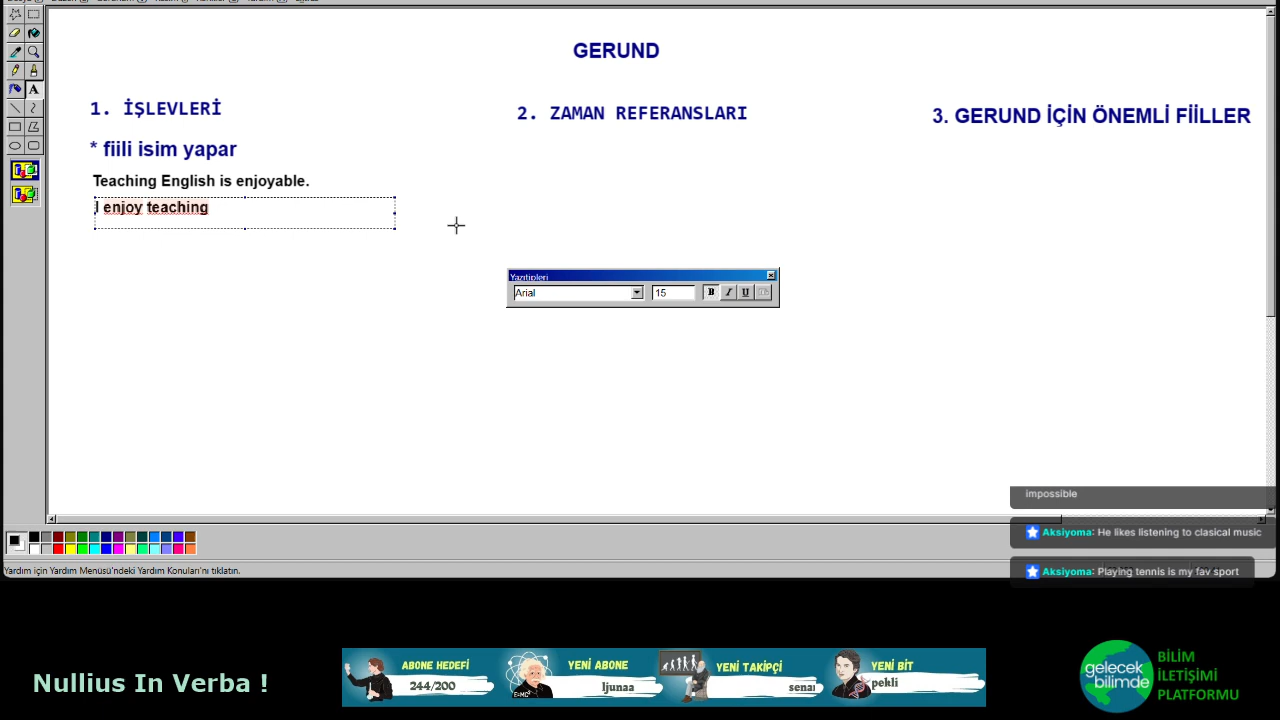 GERUND
1. İŞLEVLERİ
2. ZAMAN REFERANSLARI
3. GERUND İÇİN ÖNEMLİ FİİLLER
* fiili isim yapar
Teaching English is enjoyable.
I enjoy teaching
Yazıtipleri
Arial
15
B I U
impossible
Aksiyoma: He likes listening to clasical music
Aksiyoma: Playing tennis is my fav sport
Yardım için Yardım Menüsü'ndeki Yardım Konuları'nı tıklatın.
Nullius In Verba !
ABONE HEDEFİ
244/200
E=MC²
YENİ ABONE
ljunaa
YENİ TAKİPÇİ
senai
YENİ BİT
pekli
gelecek
bilimde
BİLİM
İLETİŞİMİ
PLATFORMU